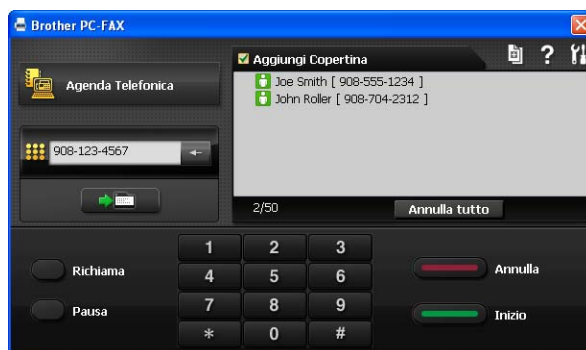 Brother PC-FAX
Agenda Telefonica
Aggiungi Copertina
?
Joe Smith [ 908-555-1234 ]
John Roller [ 908-704-2312 ]
908-123-4567
2/50
Annulla tutto
Richiama
Pausa
1 2 3
4 5 6
7 8 9
* 0 #
Annulla
Inizio